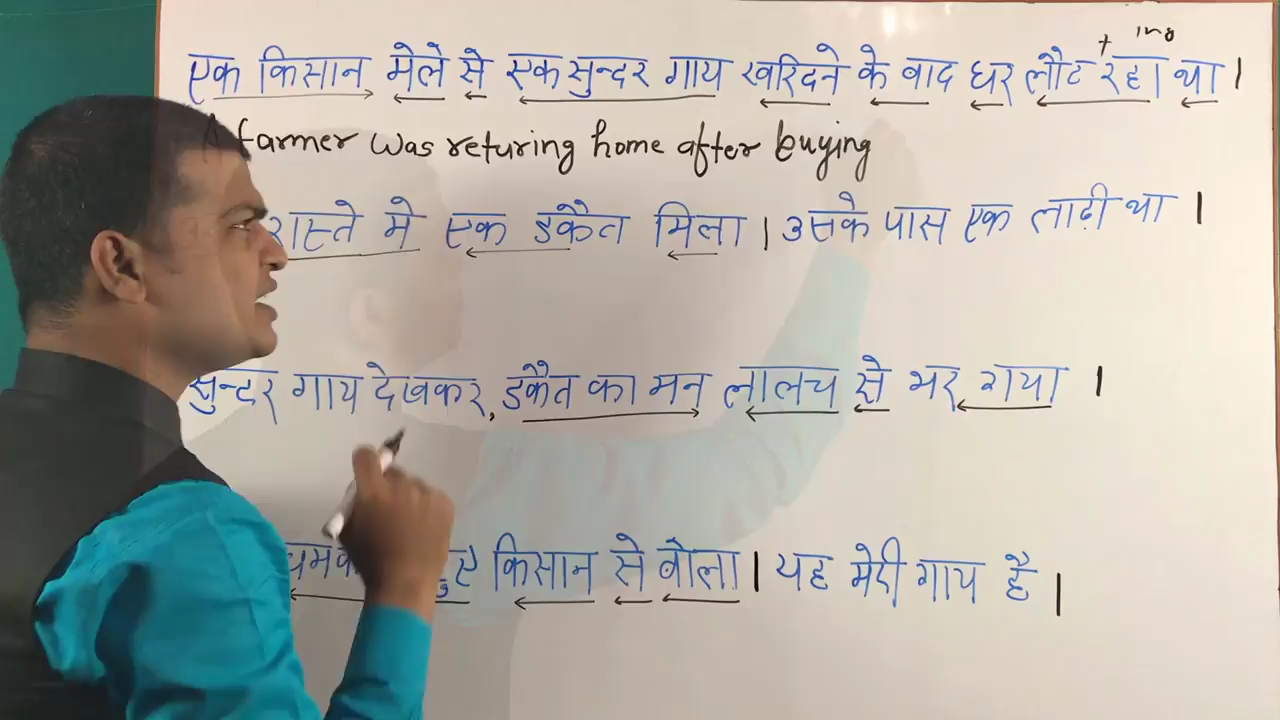 + ing
एक किसान मेले से एक सुन्दर गाय खरिदने के बाद घर लौट रहा था।
A farmer was returing home after buying
रास्ते मे एक डकैत मिला। उसके पास एक लाढ़ी था।
सुन्दर गाय देखकर, डकैत का मन लालच से भर गया।
किसान से बोला। यह मेरी गाय है।